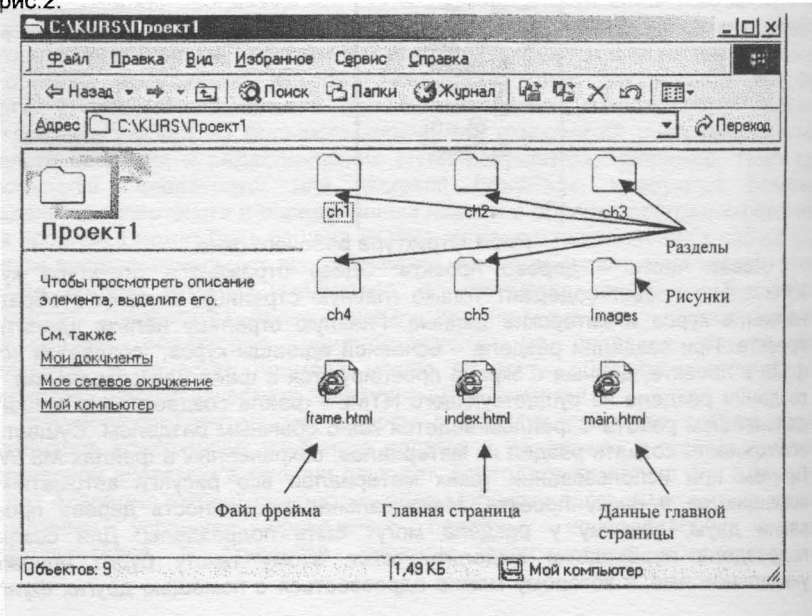 рис.2.
C:\KURS\Проект1
Файл Правка Вид Избранное Сервис Справка
Назад Поиск Папки Журнал
Адрес C:\KURS\Проект1 Переход
Проект1
Чтобы просмотреть описание
элемента, выделите его.
См. также:
Мои документы
Мое сетевое окружение
Мой компьютер
ch1 ch2 ch3
Разделы
ch4 ch5 Images
Рисунки
frame.html index.html main.html
Файл фрейма Главная страница Данные главной
страницы
Объектов: 9 1,49 КБ Мой компьютер